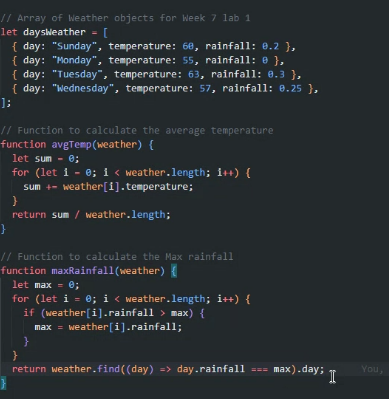 // Array of Weather objects for Week 7 lab 1
let daysWeather = [
  { day: "Sunday", temperature: 60, rainfall: 0.2 },
  { day: "Monday", temperature: 55, rainfall: 0 },
  { day: "Tuesday", temperature: 63, rainfall: 0.3 },
  { day: "Wednesday", temperature: 57, rainfall: 0.25 },
];
// Function to calculate the average temperature
function avgTemp(weather) {
  let sum = 0;
  for (let i = 0; i < weather.length; i++) {
    sum += weather[i].temperature;
  }
  return sum / weather.length;
}
// Function to calculate the Max rainfall
function maxRainfall(weather) {
  let max = 0;
  for (let i = 0; i < weather.length; i++) {
    if (weather[i].rainfall > max) {
      max = weather[i].rainfall;
    }
  }
  return weather.find((day) => day.rainfall === max).day; You,
}